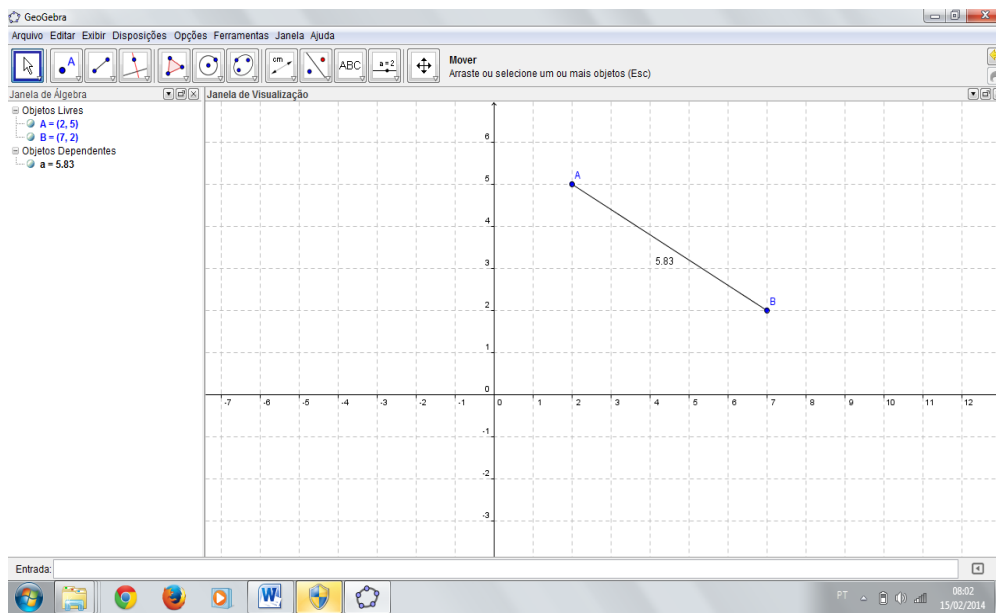 GeoGebra
Arquivo Editar Exibir Disposições Opções Ferramentas Janela Ajuda
A
cm
ABC
a = 2
Mover
Arraste ou selecione um ou mais objetos (Esc)
Janela de Álgebra
Janela de Visualização
Objetos Livres
A = (2, 5)
B = (7, 2)
Objetos Dependentes
a = 5.83
6
5
4
3
2
1
0
-1
-2
-3
A
5.83
B
-7 -6 -5 -4 -3 -2 -1 0 1 2 3 4 5 6 7 8 9 10 11 12
Entrada:
W
PT
08:02
15/02/2014